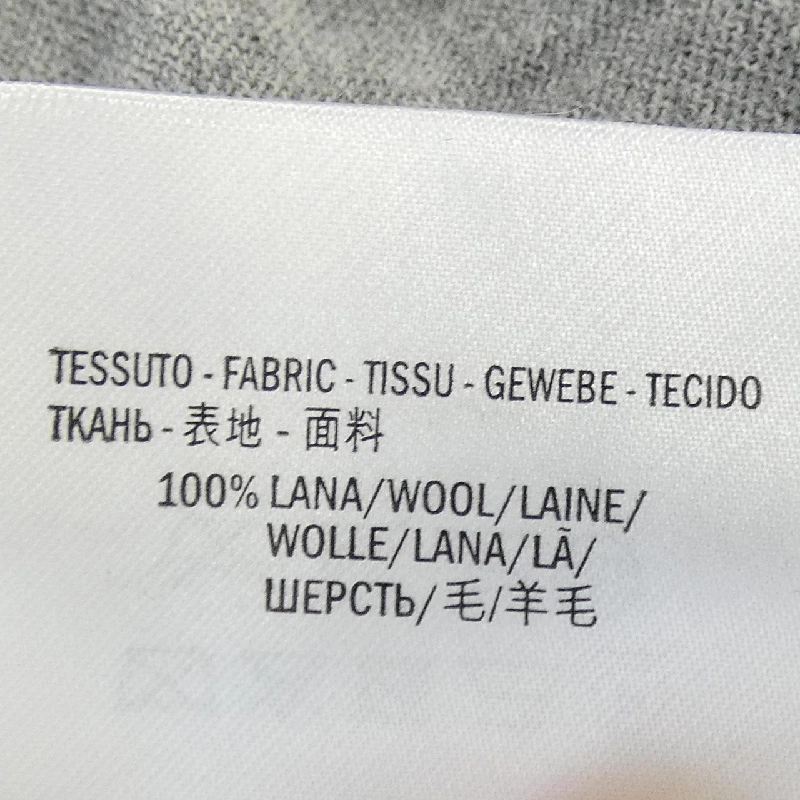 TESSUTO - FABRIC - TISSU - GEWEBE - TECIDO
ТКАНЬ - 表地 - 面料
100% LANA/WOOL/LAINE/
WOLLE/LANA/LÃ/
ШЕРСТЬ/毛/羊毛